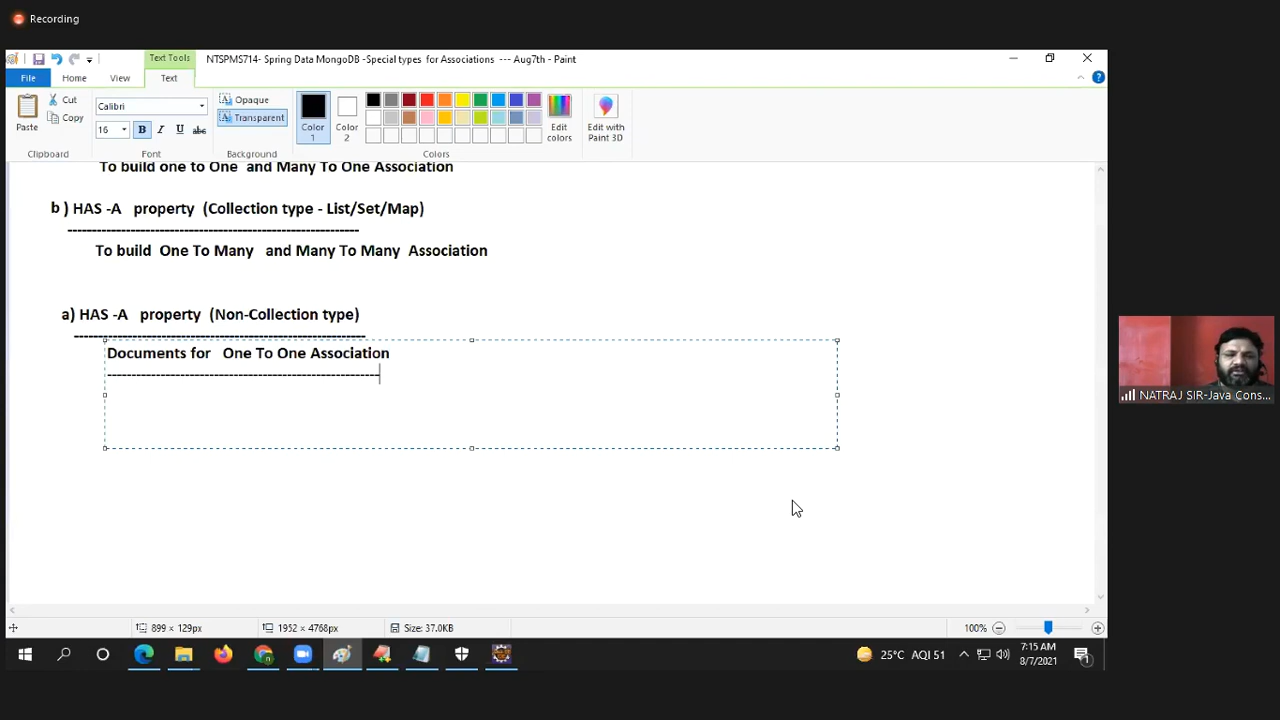 Recording
Text Tools
NTSPMS714- Spring Data MongoDB -Special types for Associations --- Aug7th - Paint
File Home View Text
Cut
Copy
Paste
Clipboard
Calibri
16 B I U abc
Font
Opaque
Transparent
Background
Color 1
Color 2
Edit colors
Colors
Edit with Paint 3D
To build one to One and Many To One Association
b ) HAS -A property (Collection type - List/Set/Map)
-----------------------------------------------------------
To build One To Many and Many To Many Association
a) HAS -A property (Non-Collection type)
-----------------------------------------------------------
Documents for One To One Association
--------------------------------------------------------
NATRAJ SIR-Java Cons...
899 × 129px
1952 × 4768px
Size: 37.0KB
100%
25°C AQI 51
7:15 AM
8/7/2021
1